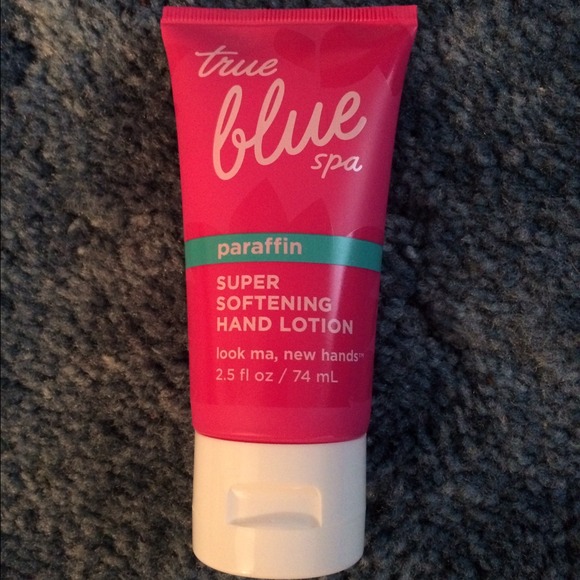 true
blue
spa
paraffin
SUPER
SOFTENING
HAND LOTION
look ma, new hands™
2.5 fl oz / 74 mL